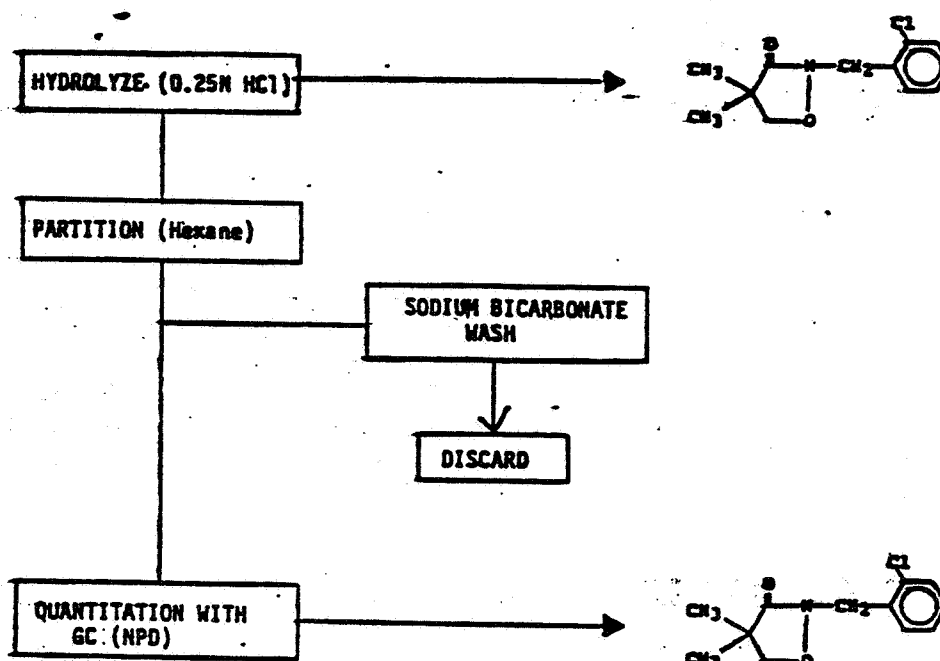 HYDROLYZE (0.25N HCl)
Cl
O
CH3
N
CH2
CH3
O
PARTITION (Hexane)
SODIUM BICARBONATE
WASH
DISCARD
Cl
O
QUANTITATION WITH
GC (NPD)
CH3
N
CH2
CH3
O